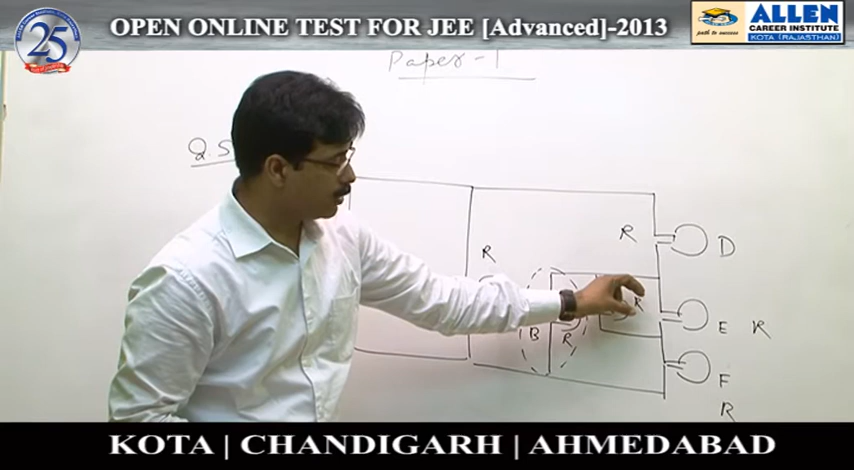 25
OPEN ONLINE TEST FOR JEE [Advanced]-2013
path to success
ALLEN
CAREER INSTITUTE
KOTA (RAJASTHAN)
Paper - 1
Q. 5
R
D
R
R
E
R
B
R
F
R
KOTA | CHANDIGARH | AHMEDABAD